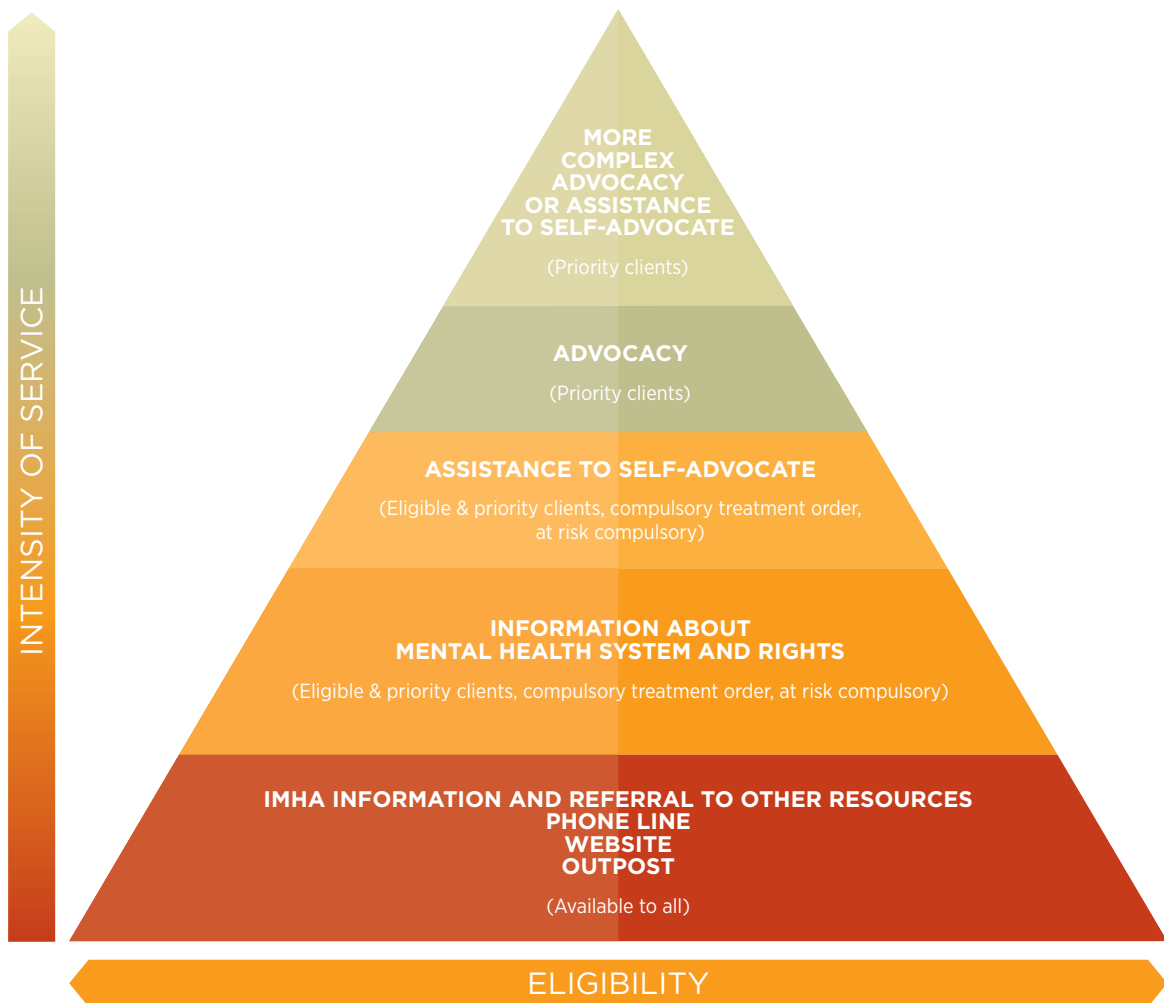 MORE
COMPLEX
ADVOCACY
OR ASSISTANCE
TO SELF-ADVOCATE
(Priority clients)
ADVOCACY
(Priority clients)
ASSISTANCE TO SELF-ADVOCATE
(Eligible & priority clients, compulsory treatment order,
at risk compulsory)
INFORMATION ABOUT
MENTAL HEALTH SYSTEM AND RIGHTS
(Eligible & priority clients, compulsory treatment order, at risk compulsory)
IMHA INFORMATION AND REFERRAL TO OTHER RESOURCES
PHONE LINE
WEBSITE
OUTPOST
(Available to all)
INTENSITY OF SERVICE
ELIGIBILITY